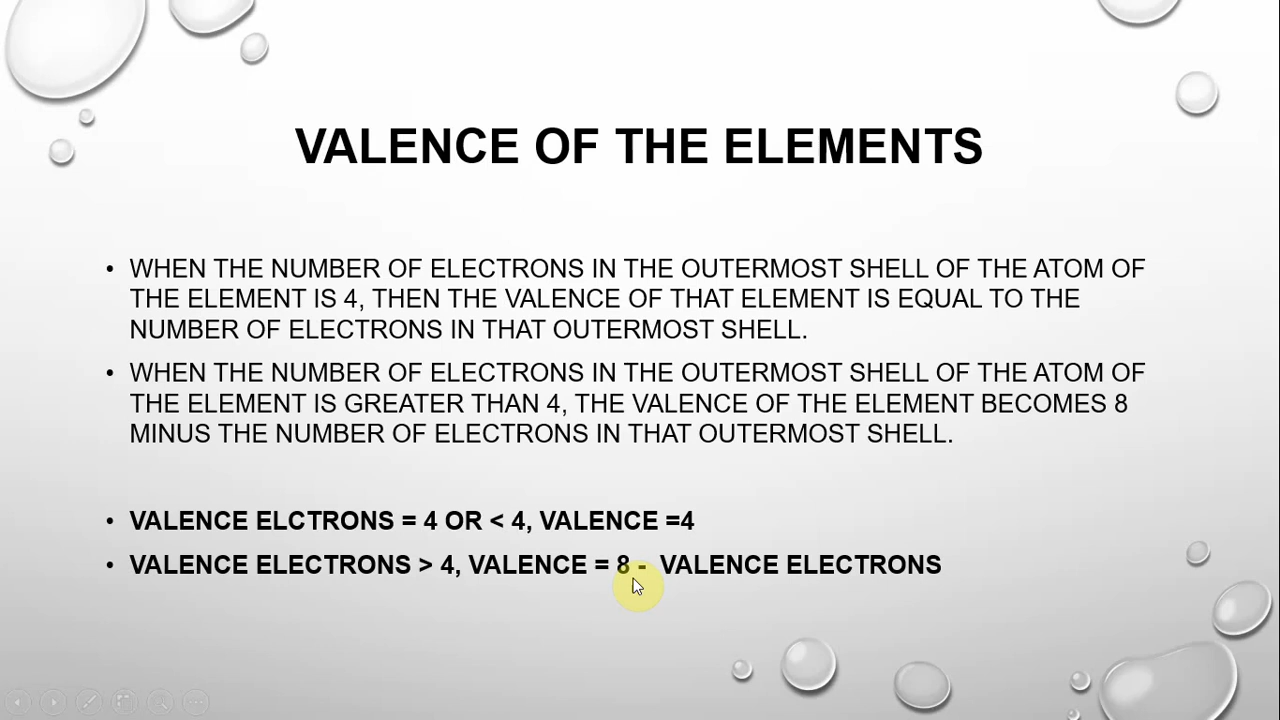 VALENCE OF THE ELEMENTS
• WHEN THE NUMBER OF ELECTRONS IN THE OUTERMOST SHELL OF THE ATOM OF
THE ELEMENT IS 4, THEN THE VALENCE OF THAT ELEMENT IS EQUAL TO THE
NUMBER OF ELECTRONS IN THAT OUTERMOST SHELL.
• WHEN THE NUMBER OF ELECTRONS IN THE OUTERMOST SHELL OF THE ATOM OF
THE ELEMENT IS GREATER THAN 4, THE VALENCE OF THE ELEMENT BECOMES 8
MINUS THE NUMBER OF ELECTRONS IN THAT OUTERMOST SHELL.
• VALENCE ELCTRONS = 4 OR < 4, VALENCE =4
• VALENCE ELECTRONS > 4, VALENCE = 8 - VALENCE ELECTRONS